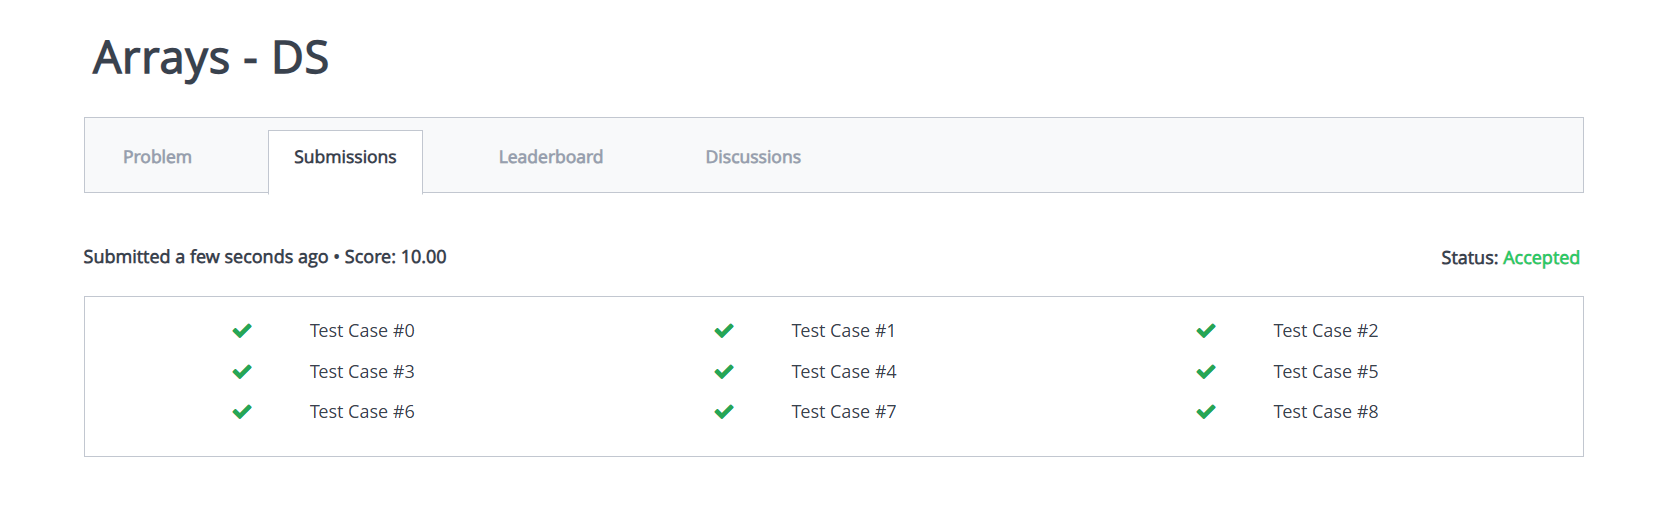 Arrays - DS
Problem Submissions Leaderboard Discussions
Submitted a few seconds ago • Score: 10.00 Status: Accepted
Test Case #0 Test Case #1 Test Case #2
Test Case #3 Test Case #4 Test Case #5
Test Case #6 Test Case #7 Test Case #8